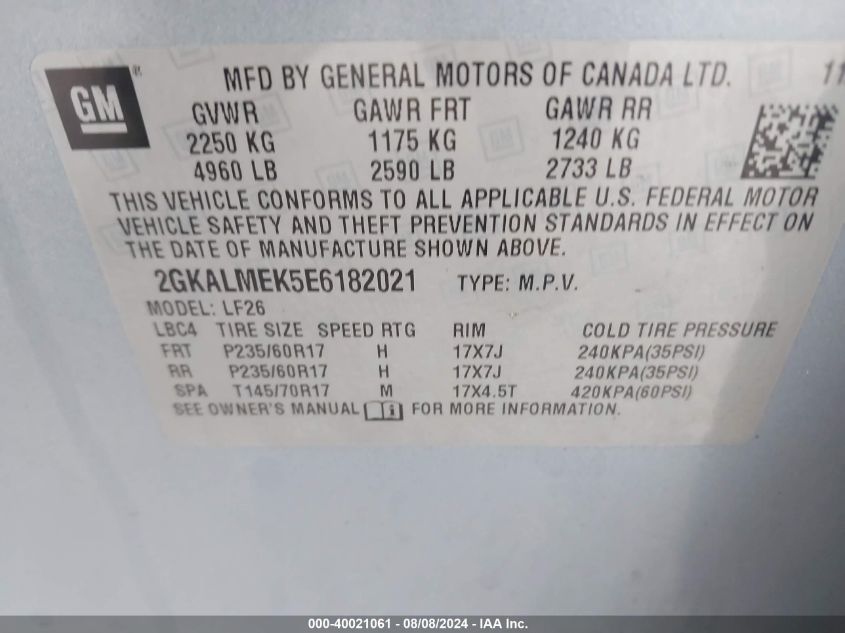 GM
MFD BY GENERAL MOTORS OF CANADA LTD. 11
GVWR GAWR FRT GAWR RR
2250 KG 1175 KG 1240 KG
4960 LB 2590 LB 2733 LB
THIS VEHICLE CONFORMS TO ALL APPLICABLE U.S. FEDERAL MOTOR
VEHICLE SAFETY AND THEFT PREVENTION STANDARDS IN EFFECT ON
THE DATE OF MANUFACTURE SHOWN ABOVE.
2GKALMEK5E6182021 TYPE: M.P.V.
MODEL: LF26
LBC4 TIRE SIZE SPEED RTG RIM COLD TIRE PRESSURE
FRT P235/60R17 H 17X7J 240KPA(35PSI)
RR P235/60R17 H 17X7J 240KPA(35PSI)
SPA T145/70R17 M 17X4.5T 420KPA(60PSI)
SEE OWNER'S MANUAL i FOR MORE INFORMATION.
000-40021061 - 08/08/2024 - IAA Inc.